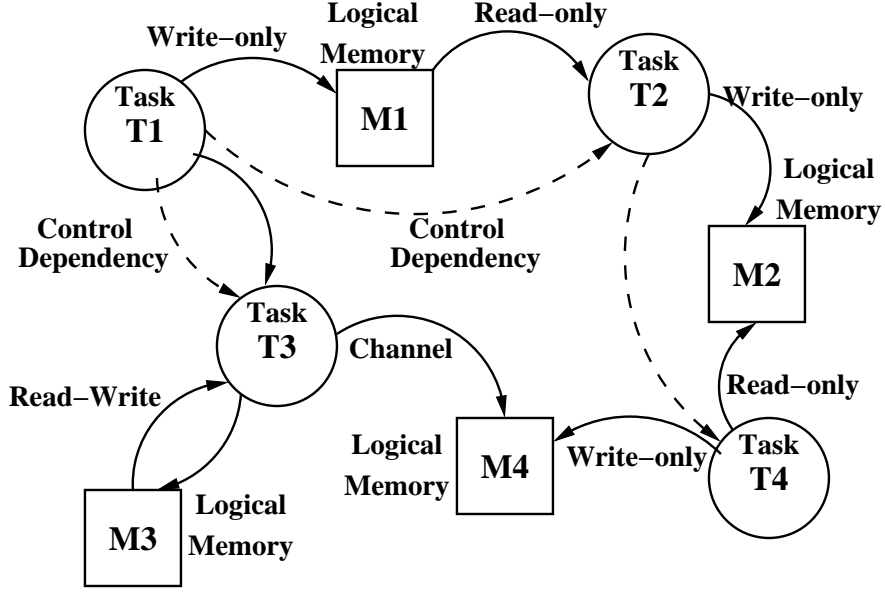 Logical
Memory
Write−only
Read−only
Task
T1
M1
Task
T2
Write−only
Logical
Memory
Control
Dependency
Control
Dependency
M2
Task
T3
Channel
Read−Write
Read−only
Logical
Memory
M4
Write−only
Task
T4
M3
Logical
Memory